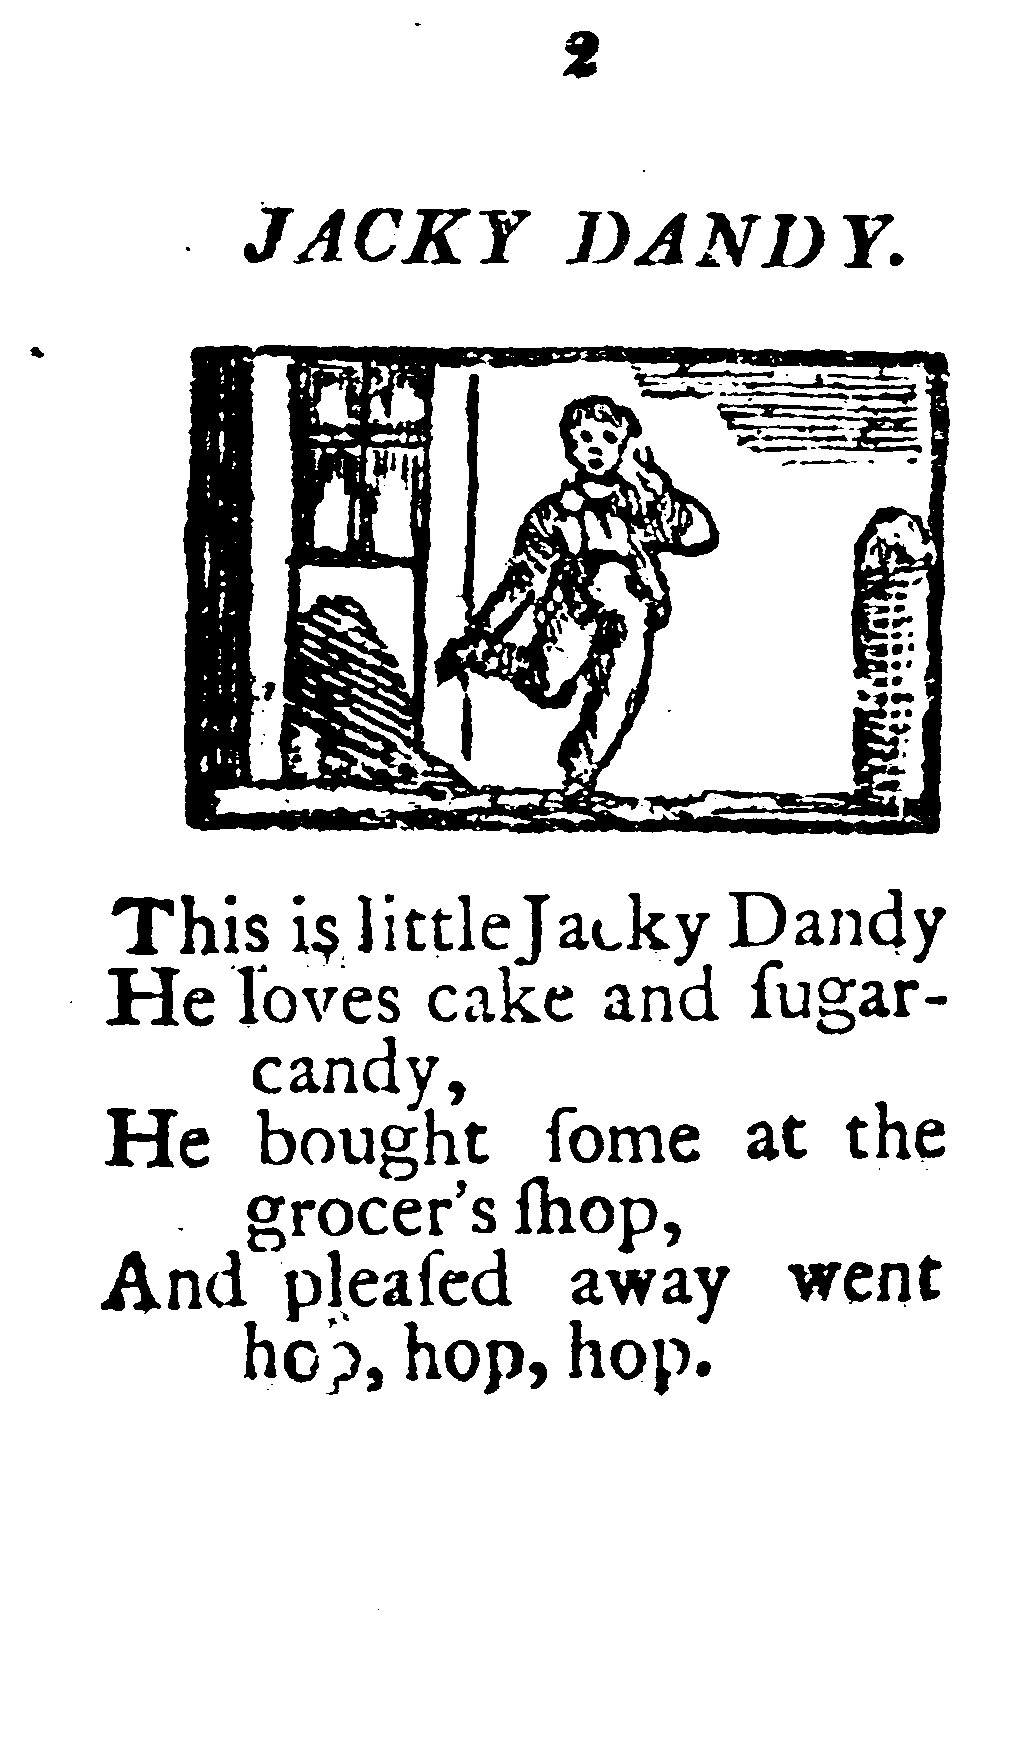 2
JACKY DANDY.
This is little Jacky Dandy
He loves cake and ſugar-
candy,
He bought ſome at the
grocer's ſhop,
And pleaſed away went
hop, hop, hop.